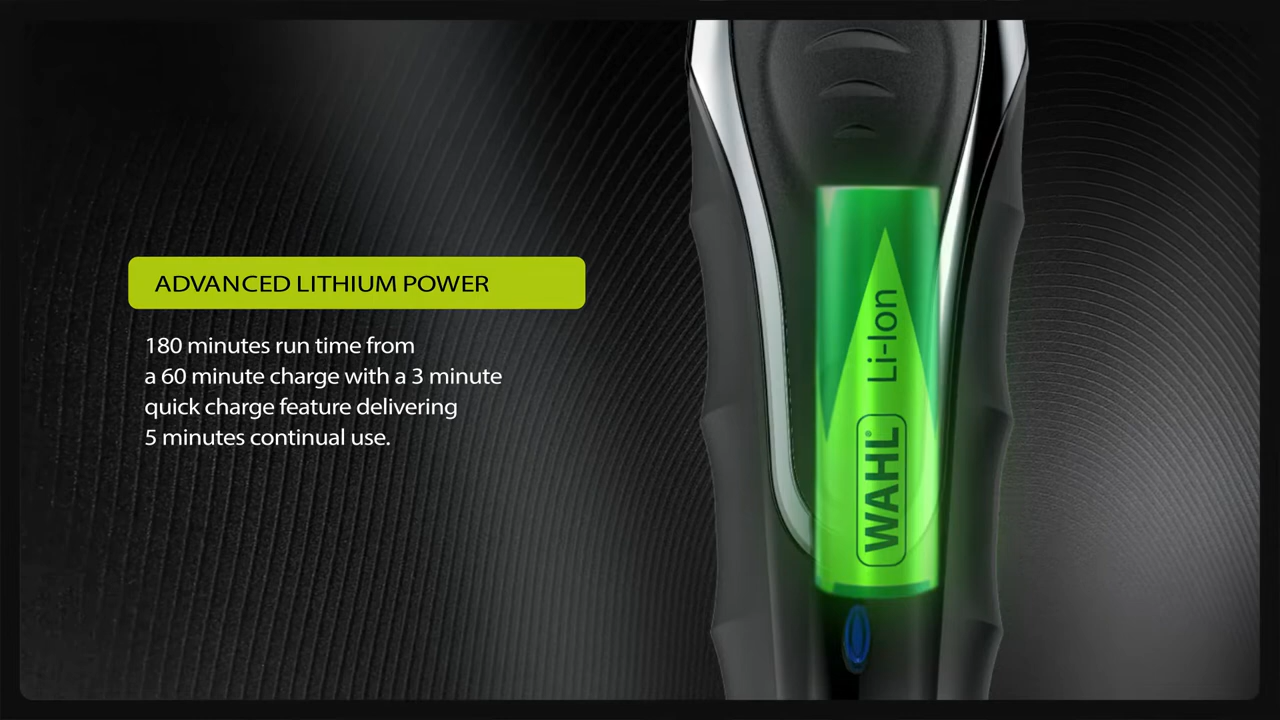 ADVANCED LITHIUM POWER
180 minutes run time from
a 60 minute charge with a 3 minute
quick charge feature delivering
5 minutes continual use.
WAHL® Li-Ion